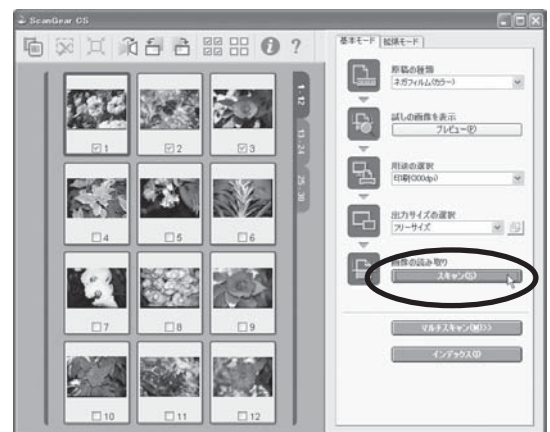 ScanGear CS
?
基本モード
拡張モード
1 - 12
13 - 24
25 - 36
原稿の種類
ネガフィルム(カラー)
試しの画像を表示
プレビュー(P)
用途の選択
印刷(300dpi)
出力サイズの選択
フリーサイズ
画像の読み取り
スキャン(S)
マルチスキャン(M)>>
インデックス(I)
1
2
3
4
5
6
7
8
9
10
11
12